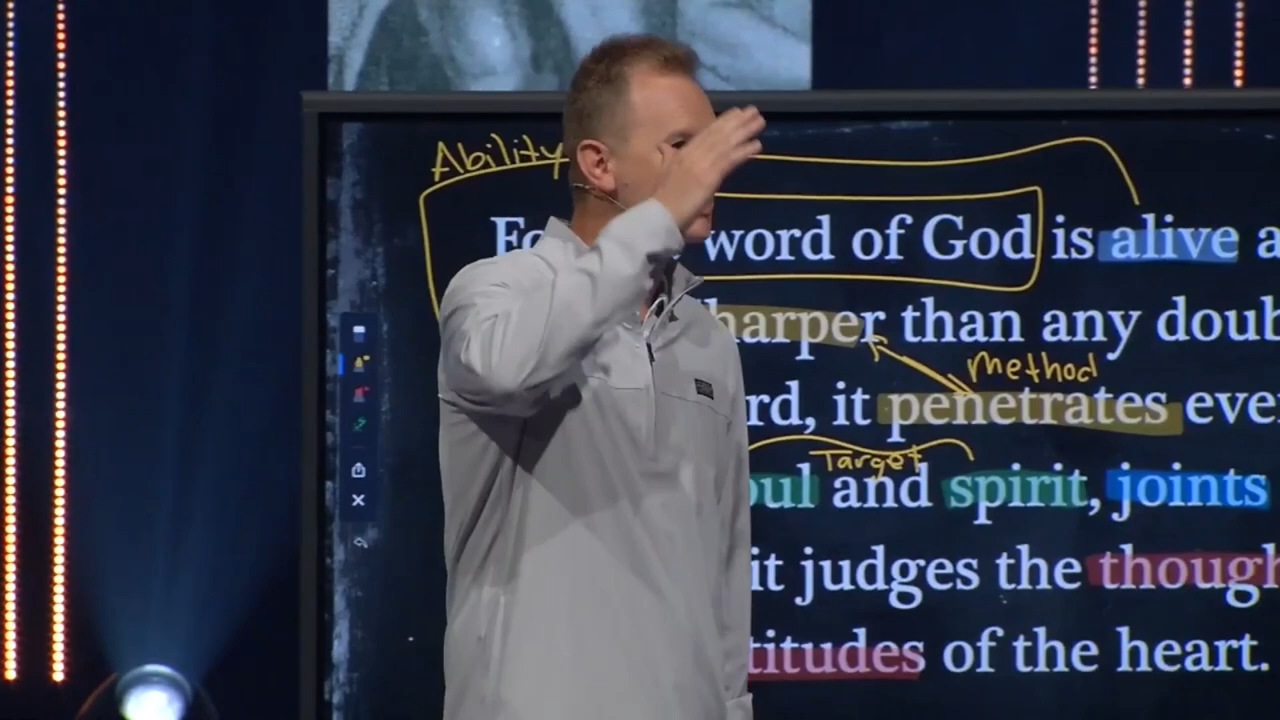 Ability
word of God is alive a
harper than any doub
Method
rd, it penetrates eve
Target
oul and spirit, joints
it judges the though
titudes of the heart.